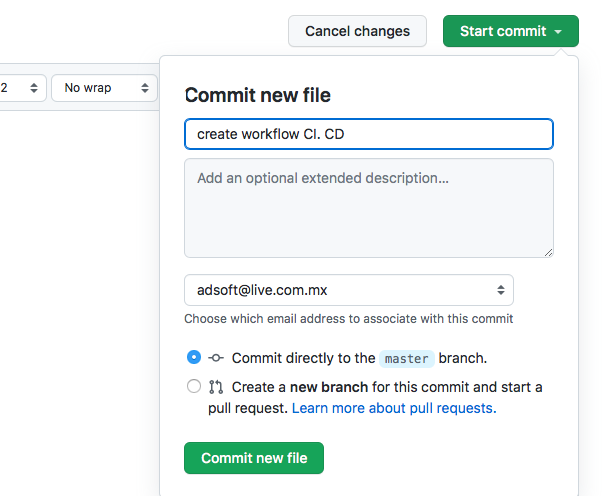 Cancel changes
Start commit
2
No wrap
Commit new file
create workflow CI. CD
Add an optional extended description...
adsoft@live.com.mx
Choose which email address to associate with this commit
Commit directly to the master branch.
Create a new branch for this commit and start a
pull request. Learn more about pull requests.
Commit new file